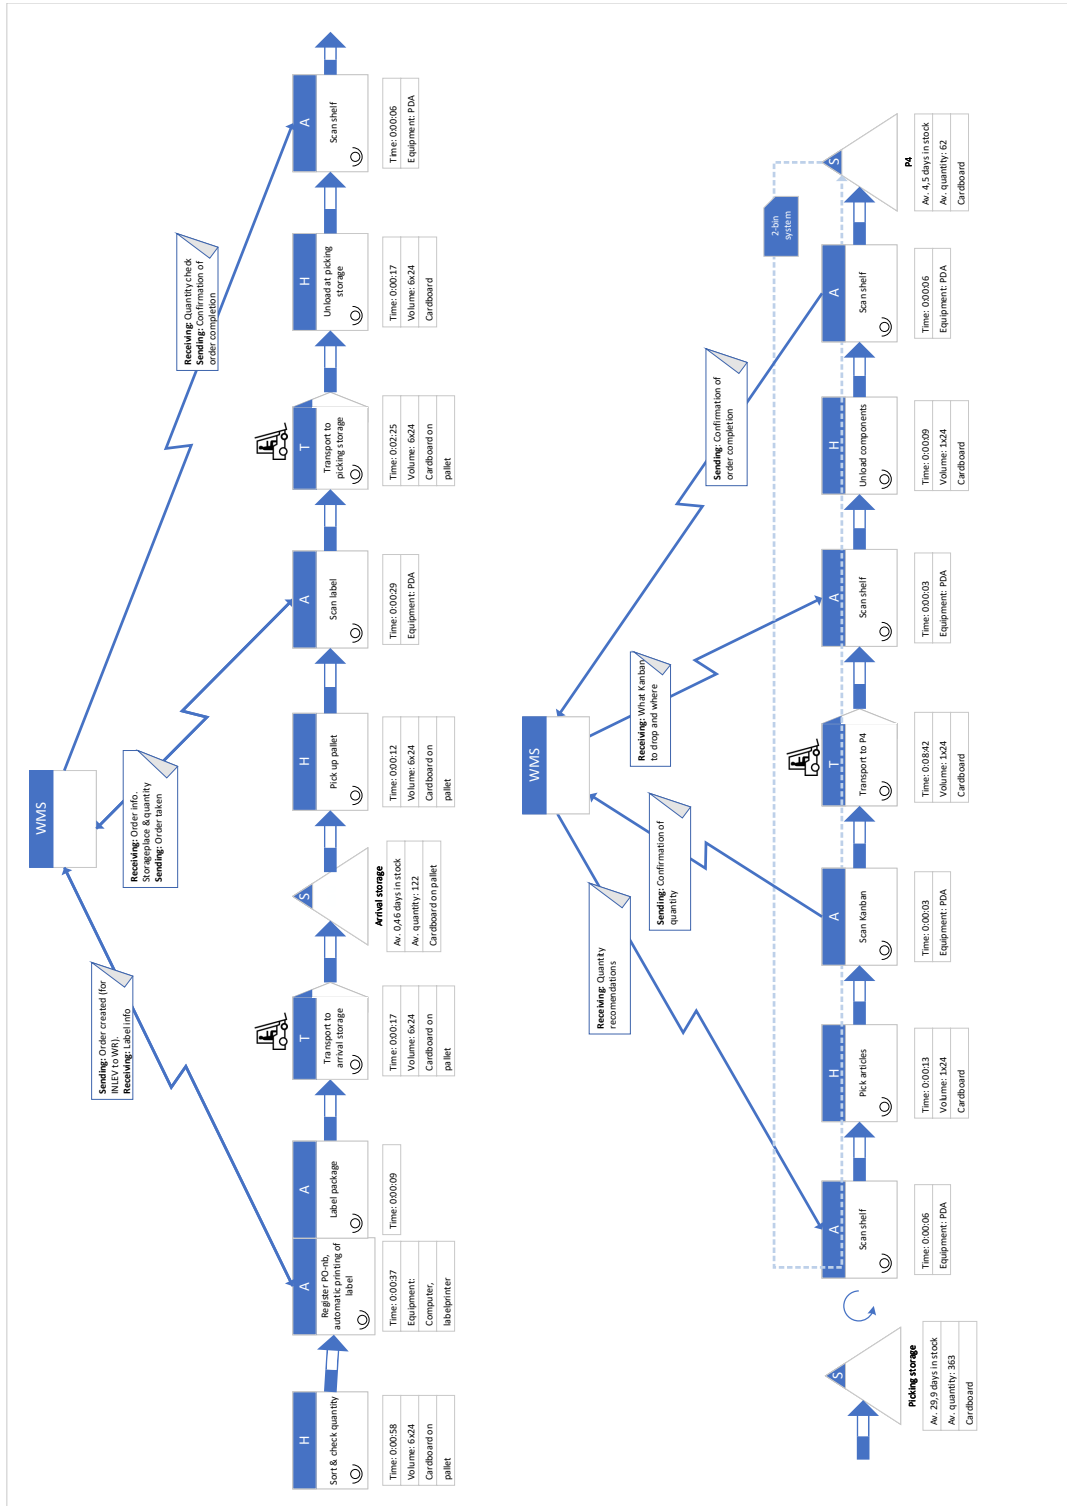 WMS
Sending: Order created (for
INLEV to WR).
Receiving: Label info
Receiving: Order info.
Storageplace & quantity
Sending: Order taken
Receiving: Quantity check
Sending: Confirmation of
order completion
H
Sort & check quantity
Time: 0:00:58
Volume: 6x24
Cardboard on
pallet
A
Register PO-nb,
automatic printing of
label
Time: 0:00:37
Equipment:
Computer,
labelprinter
A
Label package
Time: 0:00:09
T
Transport to
arrival storage
Time: 0:00:17
Volume: 6x24
Cardboard on
pallet
S
Arrival storage
Av. 0,46 days in stock
Av. quantity: 122
Cardboard on pallet
H
Pick up pallet
Time: 0:00:12
Volume: 6x24
Cardboard on
pallet
A
Scan label
Time: 0:00:29
Equipment: PDA
T
Transport to
picking storage
Time: 0:02:25
Volume: 6x24
Cardboard on
pallet
H
Unload at picking
storage
Time: 0:00:17
Volume: 6x24
Cardboard
A
Scan shelf
Time: 0:00:06
Equipment: PDA
WMS
Receiving: Quantity
recomendations
Sending: Confirmation of
quantity
Receiving: What Kanban
to drop and where
Sending: Confirmation of
order completion
2-bin
system
S
Picking storage
Av. 29,9 days in stock
Av. quantity: 363
Cardboard
A
Scan shelf
Time: 0:00:06
Equipment: PDA
H
Pick articles
Time: 0:00:13
Volume: 1x24
Cardboard
A
Scan Kanban
Time: 0:00:03
Equipment: PDA
T
Transport to P4
Time: 0:08:42
Volume: 1x24
Cardboard
A
Scan shelf
Time: 0:00:03
Equipment: PDA
H
Unload components
Time: 0:00:09
Volume: 1x24
Cardboard
A
Scan shelf
Time: 0:00:06
Equipment: PDA
S
P4
Av. 4,5 days in stock
Av. quantity: 62
Cardboard